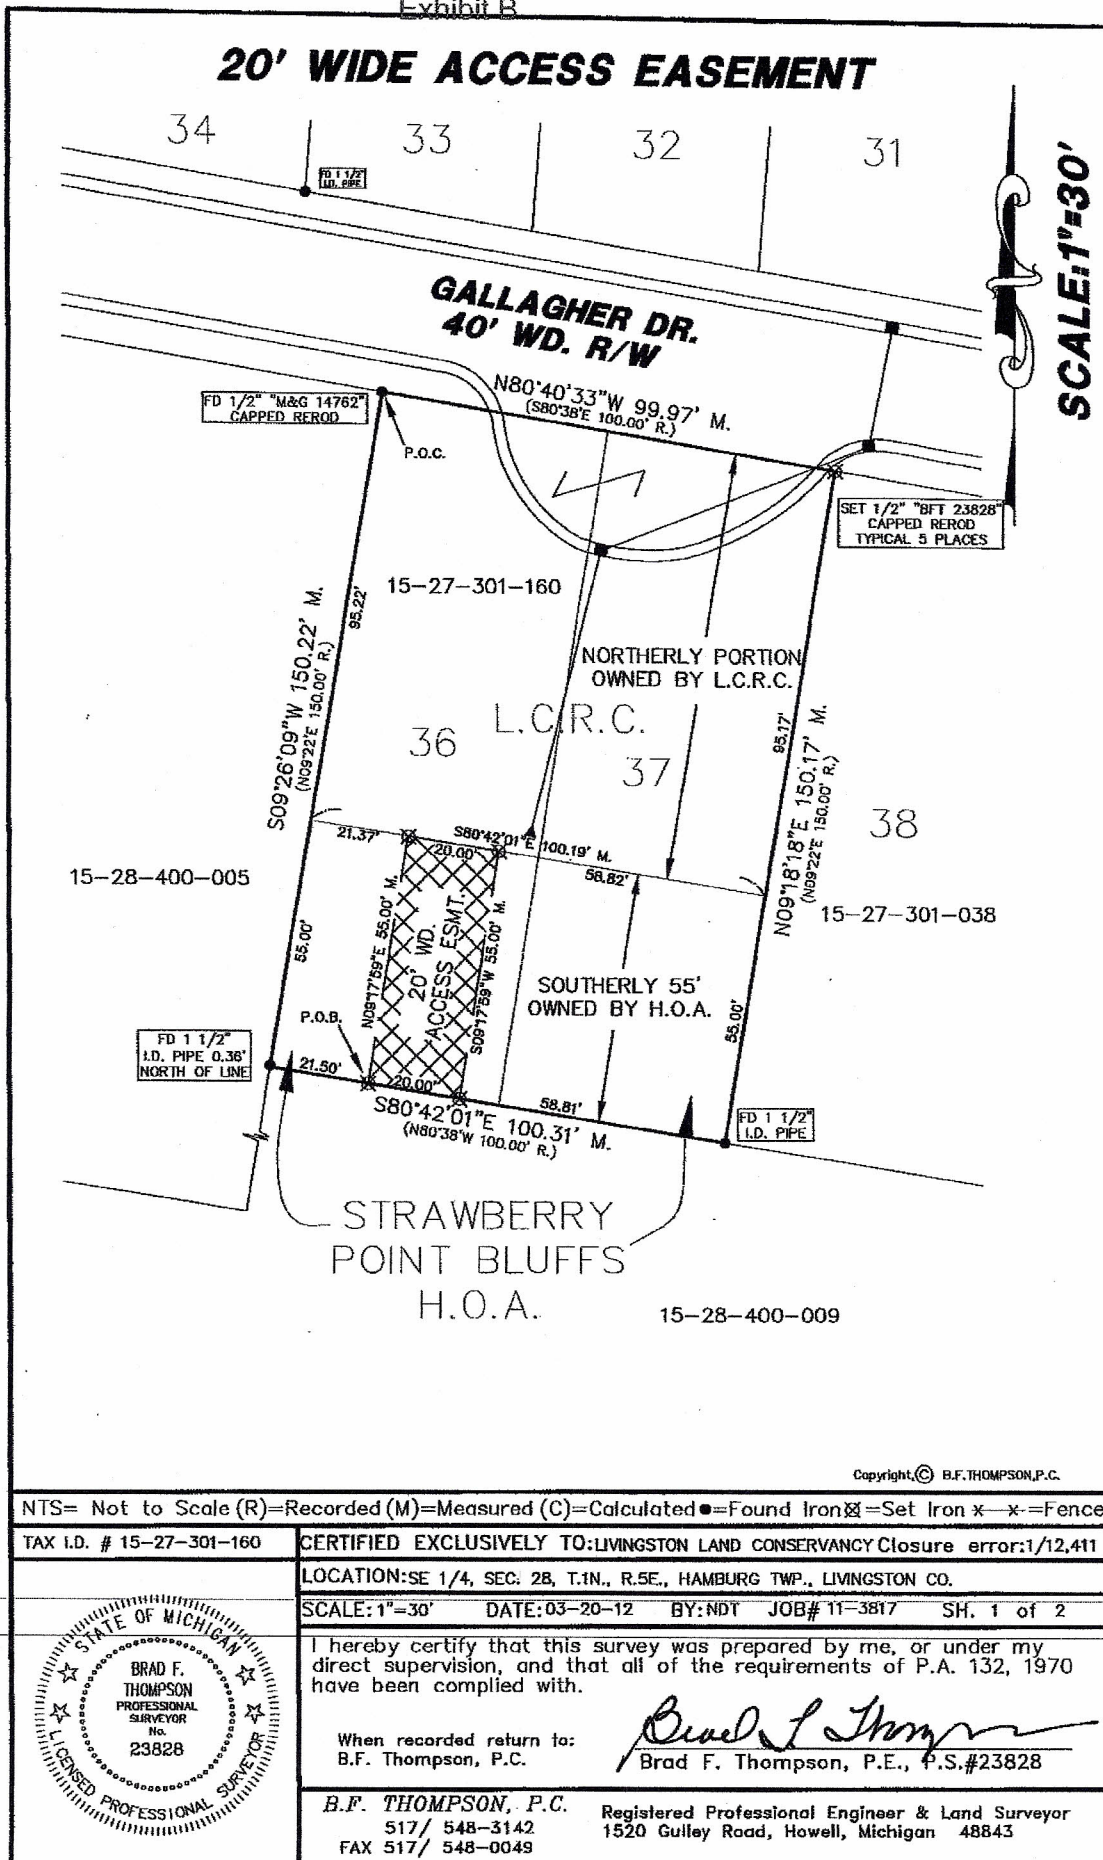 Exhibit B
20' WIDE ACCESS EASEMENT
34
33
32
31
FD 1 1/2"
I.D. PIPE
SCALE:1"=30'
GALLAGHER DR.
40' WD. R/W
N80°40'33"W 99.97' M.
(S80°38'E 100.00' R.)
FD 1/2" "M&G 14762"
CAPPED REROD
P.O.C.
SET 1/2" "BFT 23828"
CAPPED REROD
TYPICAL 5 PLACES
15-27-301-160
95.22'
S09°26'09"W 150.22' M.
(N09°22'E 150.00' R.)
NORTHERLY PORTION
OWNED BY L.C.R.C.
L.C.R.C.
36
37
95.17'
N09°18'18"E 150.17' M.
(N09°22'E 150.00' R.)
38
21.37'
S80°42'01"E 100.19' M.
20.00'
58.82'
15-28-400-005
15-27-301-038
55.00'
N09°17'59"E 55.00' M.
20' WD.
ACCESS ESMT.
S09°17'59"W 55.00' M.
SOUTHERLY 55'
OWNED BY H.O.A.
55.00'
P.O.B.
FD 1 1/2"
I.D. PIPE 0.36'
NORTH OF LINE
21.50'
20.00'
58.81'
S80°42'01"E 100.31' M.
(N80°38'W 100.00' R.)
FD 1 1/2"
I.D. PIPE
STRAWBERRY
POINT BLUFFS
H.O.A.
15-28-400-009
Copyright,© B.F.THOMPSON,P.C.
NTS= Not to Scale (R)=Recorded (M)=Measured (C)=Calculated ●=Found Iron ⊠=Set Iron x—x-=Fence
TAX I.D. # 15-27-301-160
CERTIFIED EXCLUSIVELY TO:LIVINGSTON LAND CONSERVANCY Closure error:1/12,411
LOCATION:SE 1/4, SEC. 28, T.1N., R.5E., HAMBURG TWP., LIVINGSTON CO.
SCALE: 1"=30' DATE: 03-20-12 BY: NDT JOB# 11-3817 SH. 1 of 2
I hereby certify that this survey was prepared by me, or under my
direct supervision, and that all of the requirements of P.A. 132, 1970
have been complied with.
STATE OF MICHIGAN
BRAD F.
THOMPSON
PROFESSIONAL
SURVEYOR
No.
23828
LICENSED PROFESSIONAL SURVEYOR
When recorded return to:
B.F. Thompson, P.C.
Brad F. Thompson, P.E., P.S.#23828
B.F. THOMPSON, P.C.
517/ 548-3142
FAX 517/ 548-0049
Registered Professional Engineer & Land Surveyor
1520 Gulley Road, Howell, Michigan 48843